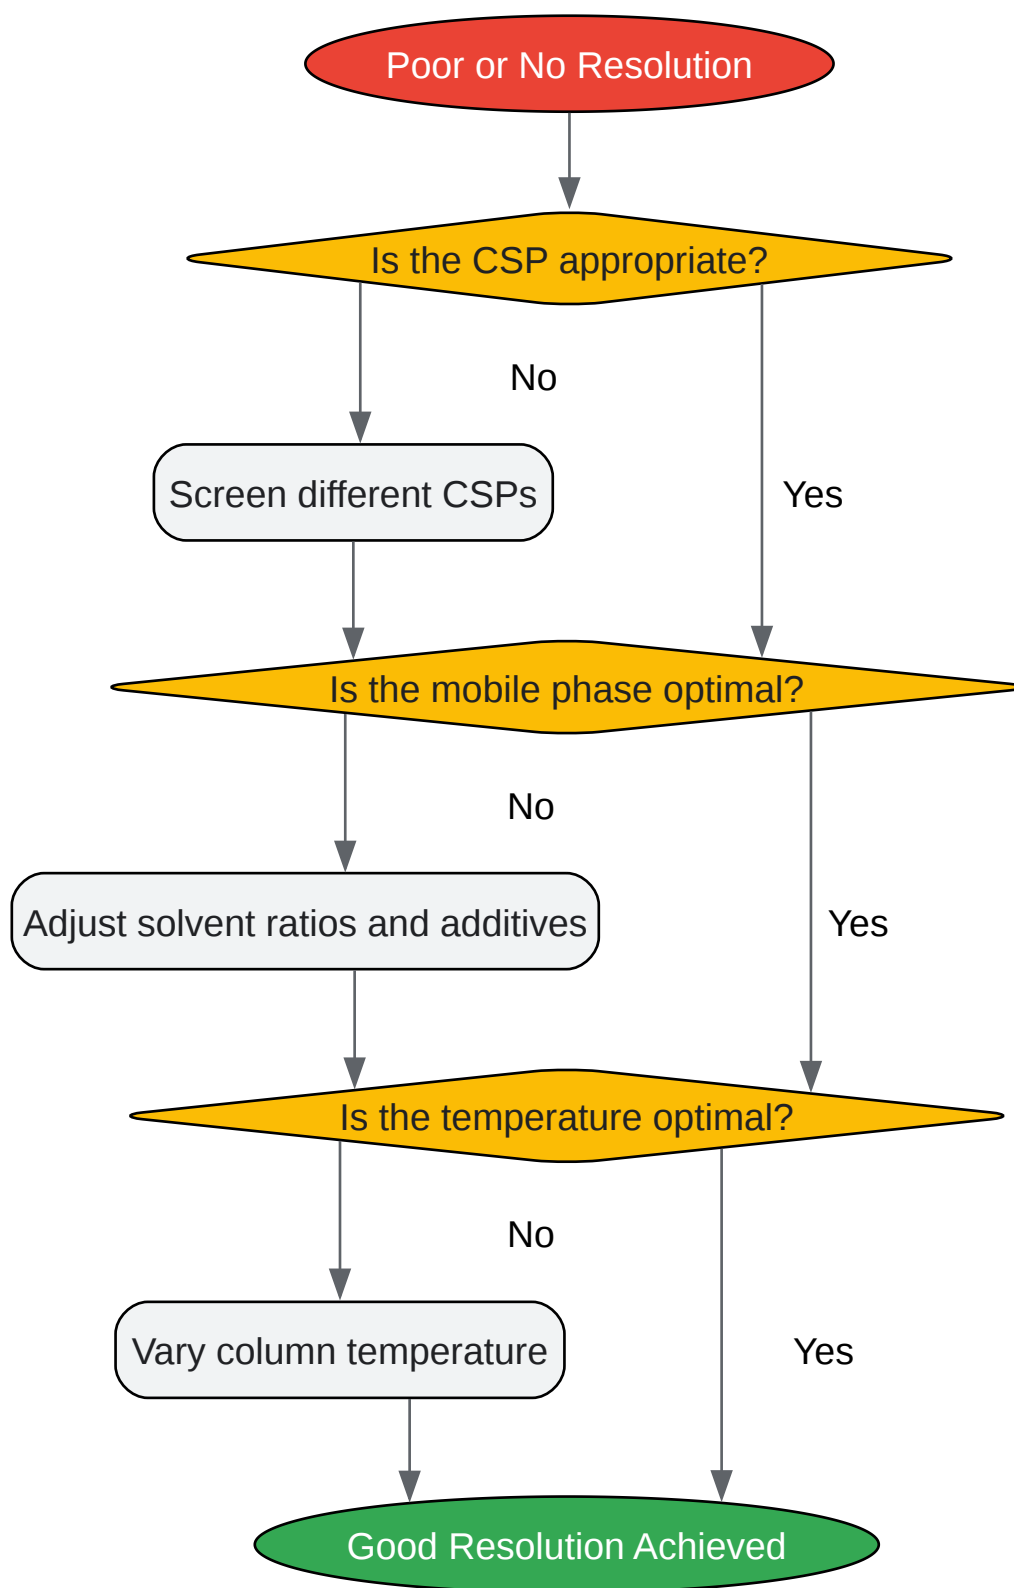 Poor or No Resolution
Is the CSP appropriate?
No
Screen different CSPs
Yes
Is the mobile phase optimal?
No
Adjust solvent ratios and additives
Yes
Is the temperature optimal?
No
Vary column temperature
Yes
Good Resolution Achieved